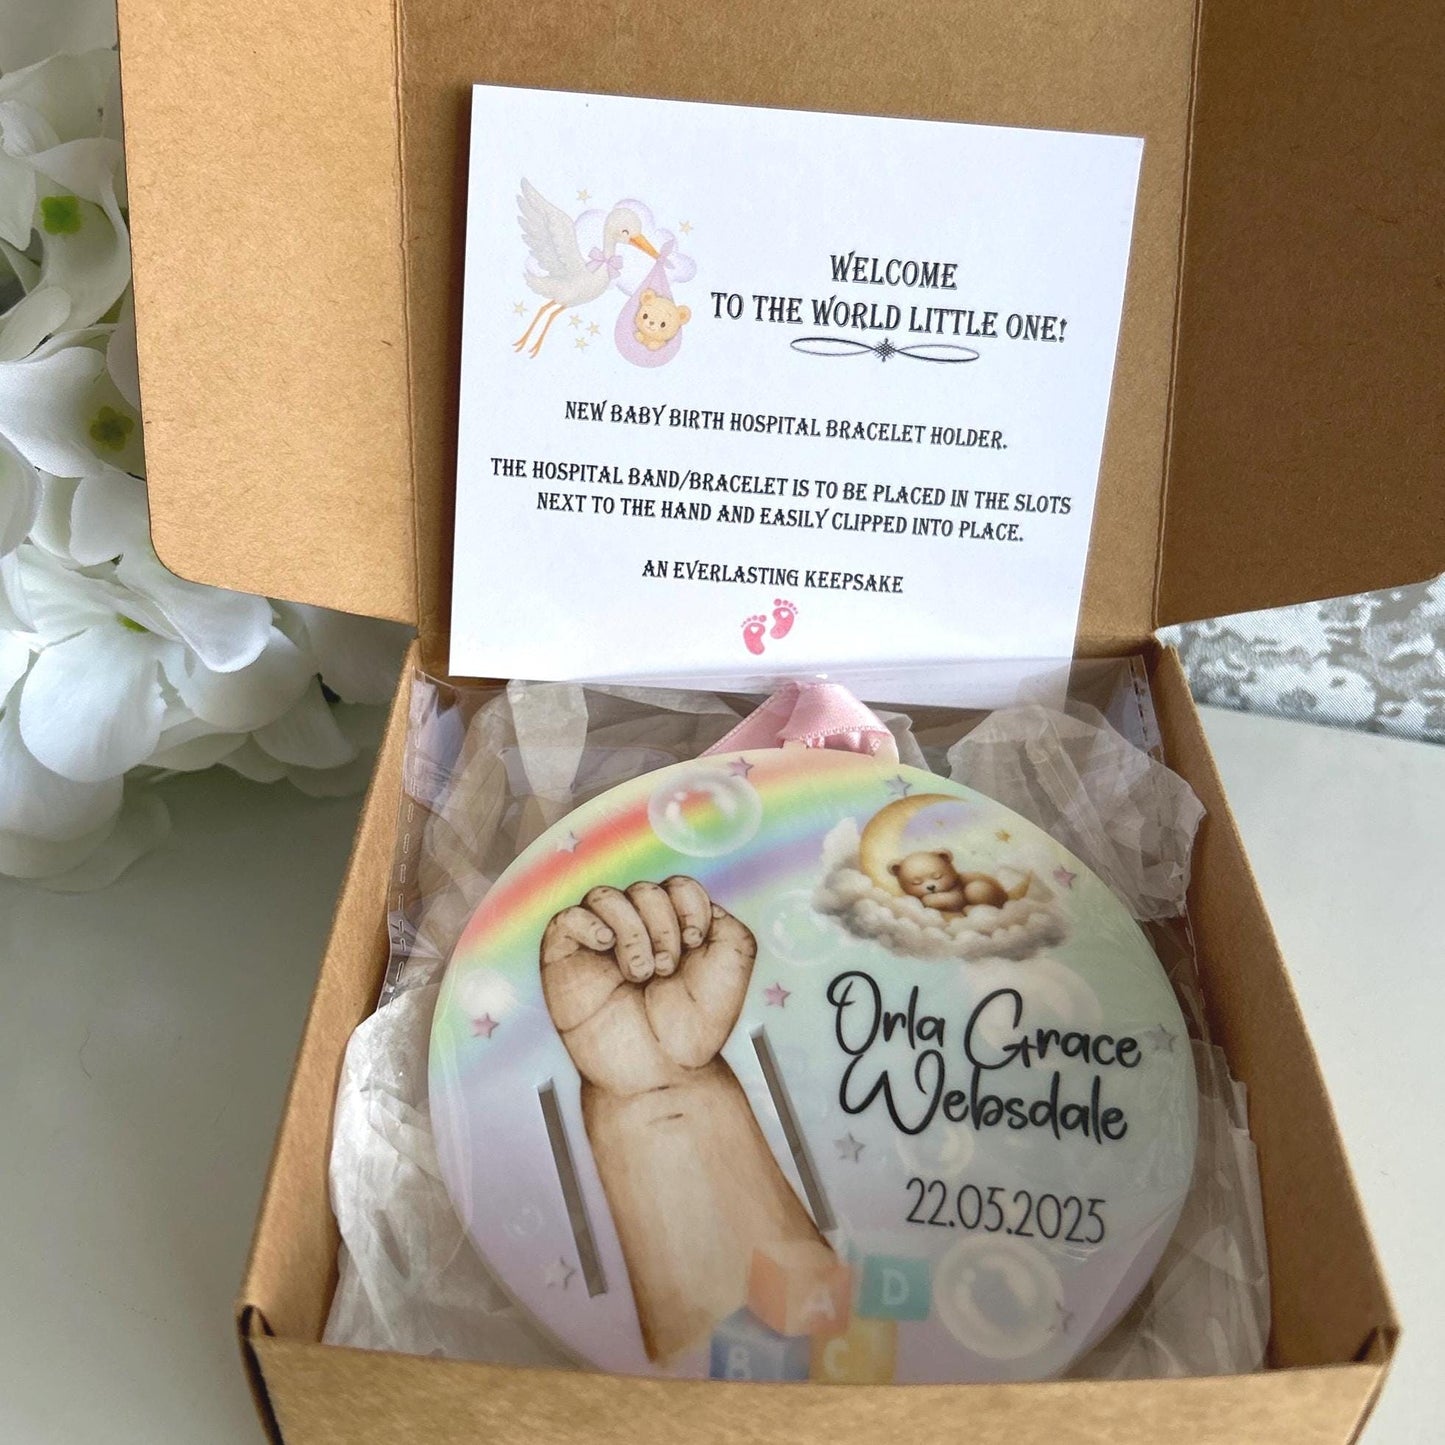 WELCOME
TO THE WORLD LITTLE ONE!
NEW BABY BIRTH HOSPITAL BRACELET HOLDER.
THE HOSPITAL BAND/BRACELET IS TO BE PLACED IN THE SLOTS
NEXT TO THE HAND AND EASILY CLIPPED INTO PLACE.
AN EVERLASTING KEEPSAKE
Orla Grace
Websdale
22.05.2025
A D
B C